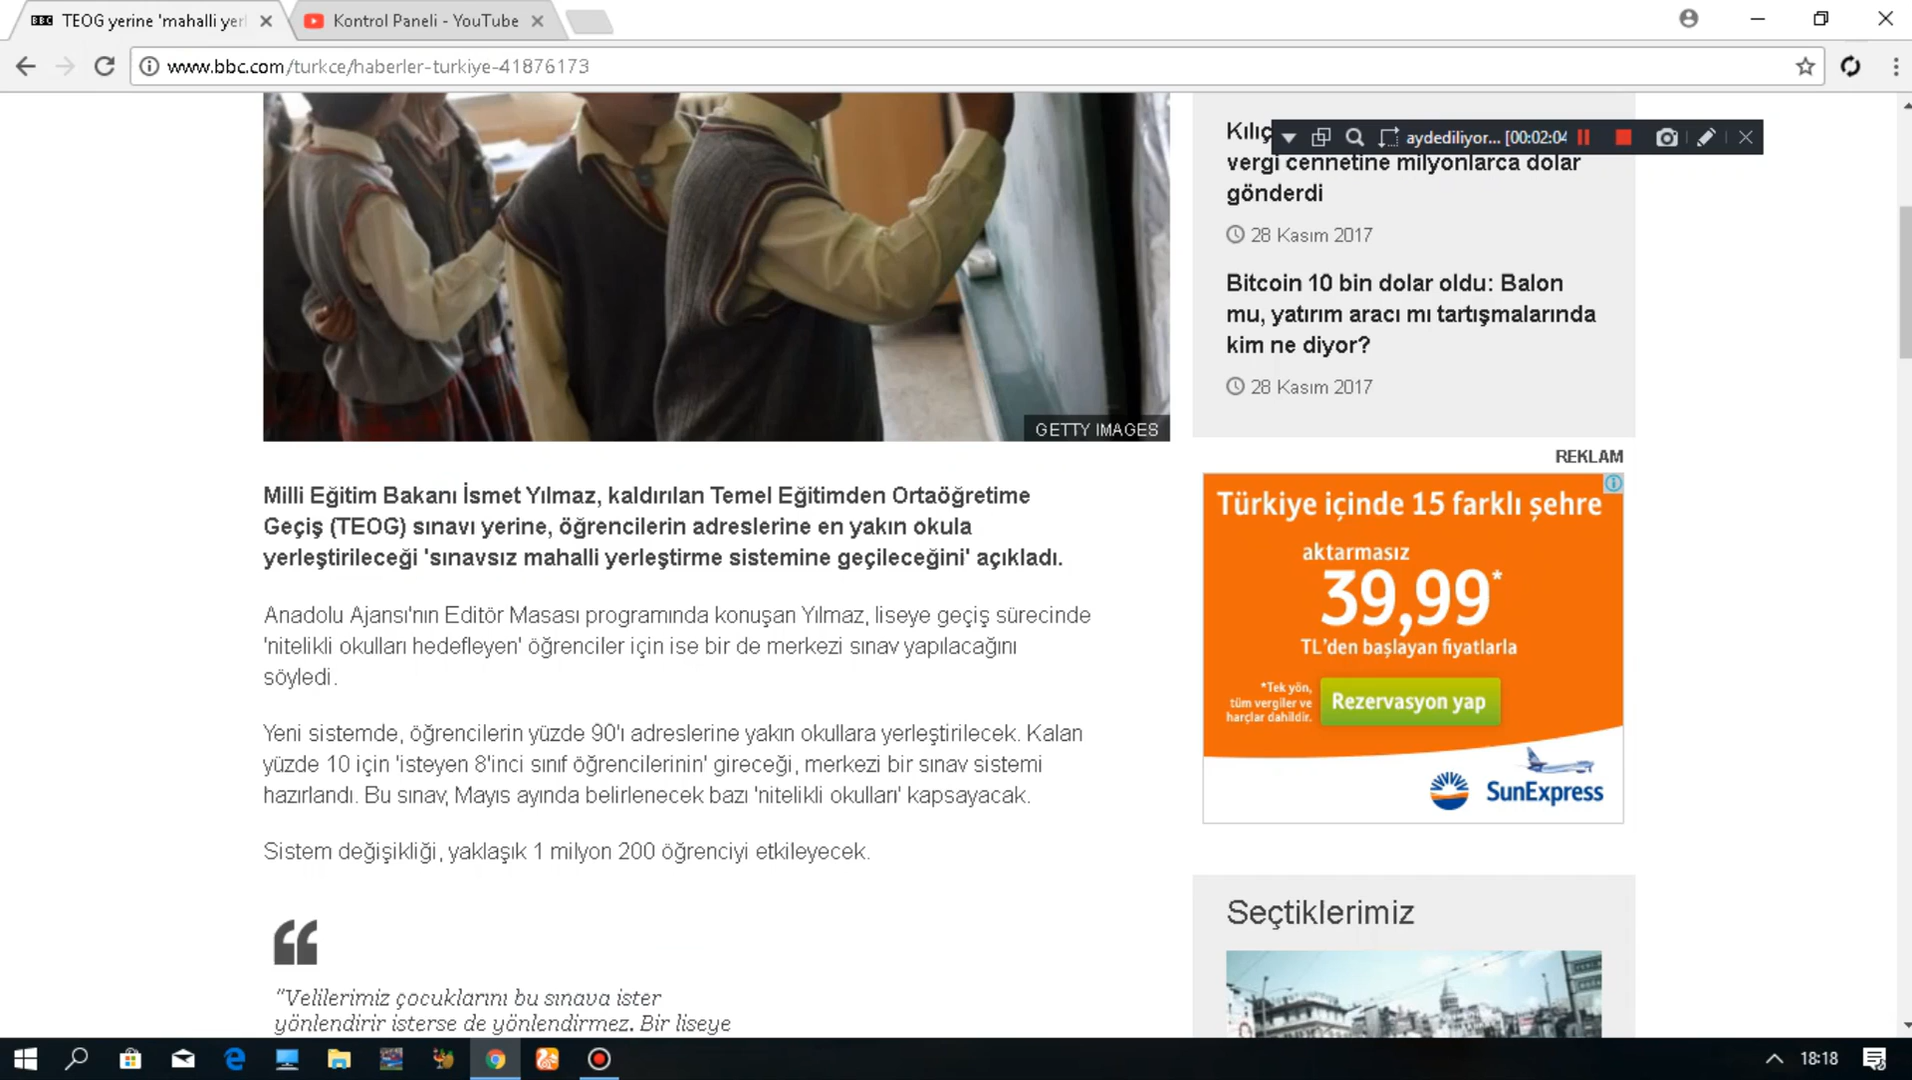 BBC TEOG yerine 'mahalli yerl
Kontrol Paneli - YouTube
www.bbc.com/turkce/haberler-turkiye-41876173
Kılıç
aydediliyor... [00:02:04
vergi cennetine milyonlarca dolar
gönderdi
28 Kasım 2017
Bitcoin 10 bin dolar oldu: Balon
mu, yatırım aracı mı tartışmalarında
kim ne diyor?
28 Kasım 2017
GETTY IMAGES
Milli Eğitim Bakanı İsmet Yılmaz, kaldırılan Temel Eğitimden Ortaöğretime
Geçiş (TEOG) sınavı yerine, öğrencilerin adreslerine en yakın okula
yerleştirileceği 'sınavsız mahalli yerleştirme sistemine geçileceğini' açıkladı.
Anadolu Ajansı'nın Editör Masası programında konuşan Yılmaz, liseye geçiş sürecinde
'nitelikli okulları hedefleyen' öğrenciler için ise bir de merkezi sınav yapılacağını
söyledi.
Yeni sistemde, öğrencilerin yüzde 90'ı adreslerine yakın okullara yerleştirilecek. Kalan
yüzde 10 için 'isteyen 8'inci sınıf öğrencilerinin' gireceği, merkezi bir sınav sistemi
hazırlandı. Bu sınav, Mayıs ayında belirlenecek bazı 'nitelikli okulları' kapsayacak.
Sistem değişikliği, yaklaşık 1 milyon 200 öğrenciyi etkileyecek.
"Velilerimiz çocuklarını bu sınava ister
yönlendirir isterse de yönlendirmez. Bir liseye
REKLAM
Türkiye içinde 15 farklı şehre
aktarmasız
39,99*
TL'den başlayan fiyatlarla
*Tek yön,
tüm vergiler ve
harçlar dahildir.
Rezervasyon yap
SunExpress
Seçtiklerimiz
18:18